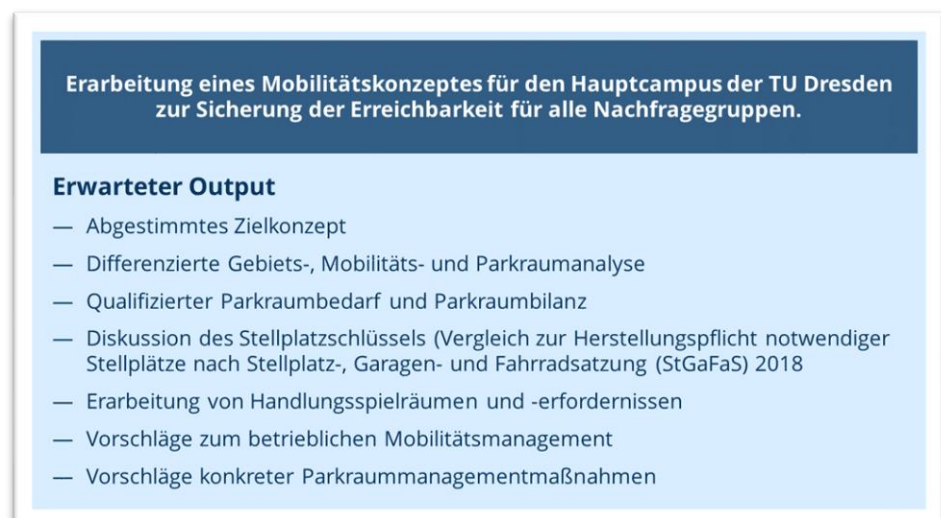 Erarbeitung eines Mobilitätskonzeptes für den Hauptcampus der TU Dresden
zur Sicherung der Erreichbarkeit für alle Nachfragegruppen.
Erwarteter Output
— Abgestimmtes Zielkonzept
— Differenzierte Gebiets-, Mobilitäts- und Parkraumanalyse
— Qualifizierter Parkraumbedarf und Parkraumbilanz
— Diskussion des Stellplatzschlüssels (Vergleich zur Herstellungspflicht notwendiger
Stellplätze nach Stellplatz-, Garagen- und Fahrradsatzung (StGaFaS) 2018
— Erarbeitung von Handlungsspielräumen und -erfordernissen
— Vorschläge zum betrieblichen Mobilitätsmanagement
— Vorschläge konkreter Parkraummanagementmaßnahmen